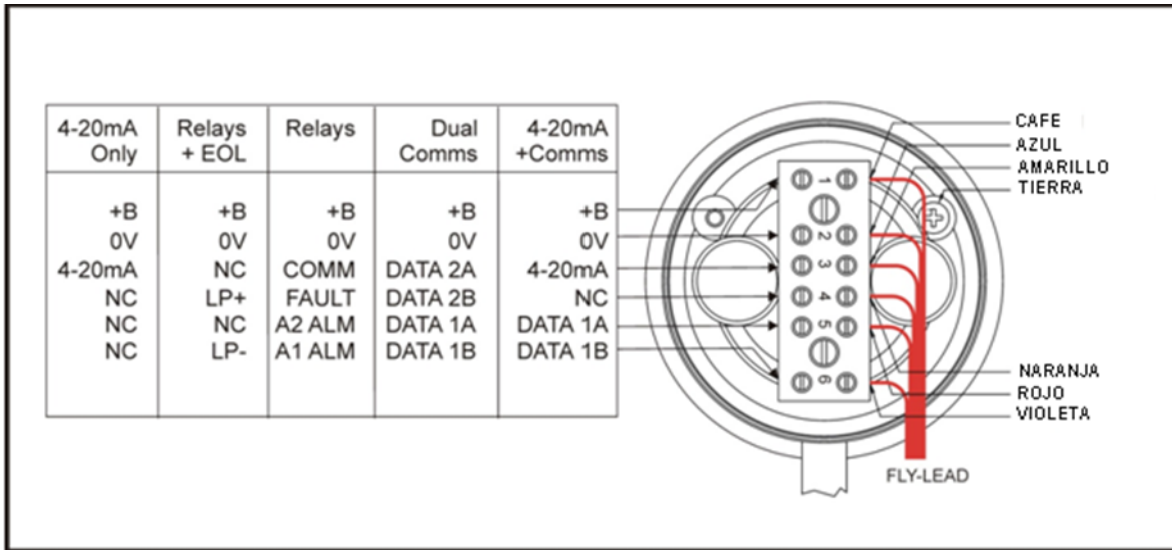 4-20mA Only
Relays + EOL
Relays
Dual Comms
4-20mA +Comms
+B +B +B +B +B
0V 0V 0V 0V 0V
4-20mA NC COMM DATA 2A 4-20mA
NC LP+ FAULT DATA 2B NC
NC NC A2 ALM DATA 1A DATA 1A
NC LP- A1 ALM DATA 1B DATA 1B
1
2
3
4
5
6
CAFE
AZUL
AMARILLO
TIERRA
NARANJA
ROJO
VIOLETA
FLY-LEAD